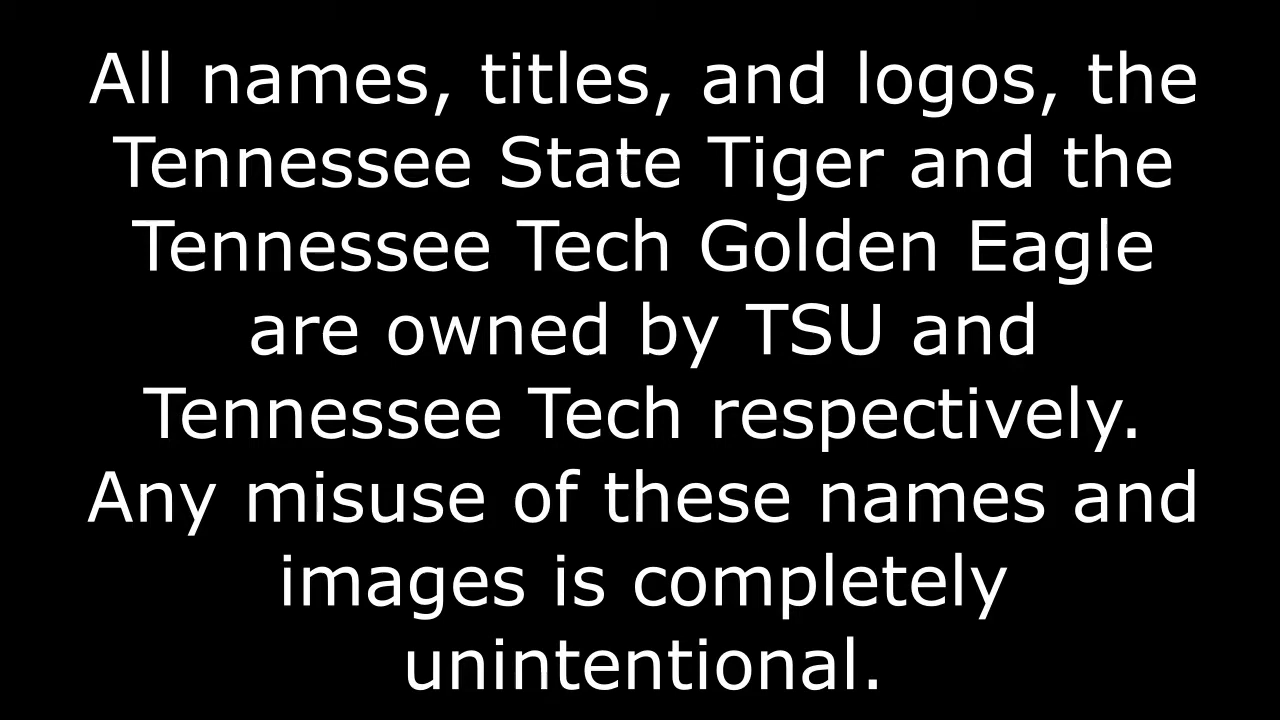 All names, titles, and logos, the
Tennessee State Tiger and the
Tennessee Tech Golden Eagle
are owned by TSU and
Tennessee Tech respectively.
Any misuse of these names and
images is completely
unintentional.